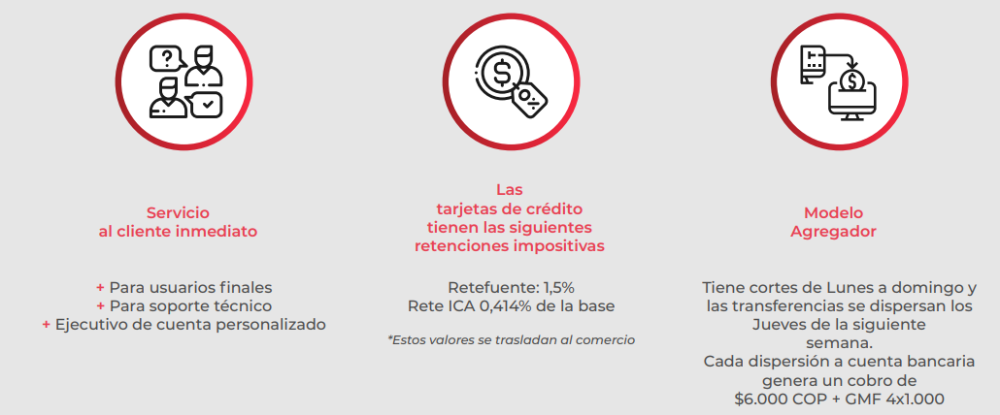 Servicio
al cliente inmediato
+ Para usuarios finales
+ Para soporte técnico
+ Ejecutivo de cuenta personalizado
Las
tarjetas de crédito
tienen las siguientes
retenciones impositivas
Retefuente: 1,5%
Rete ICA 0,414% de la base
*Estos valores se trasladan al comercio
Modelo
Agregador
Tiene cortes de Lunes a domingo y
las transferencias se dispersan los
Jueves de la siguiente
semana.
Cada dispersión a cuenta bancaria
genera un cobro de
$6.000 COP + GMF 4x1.000